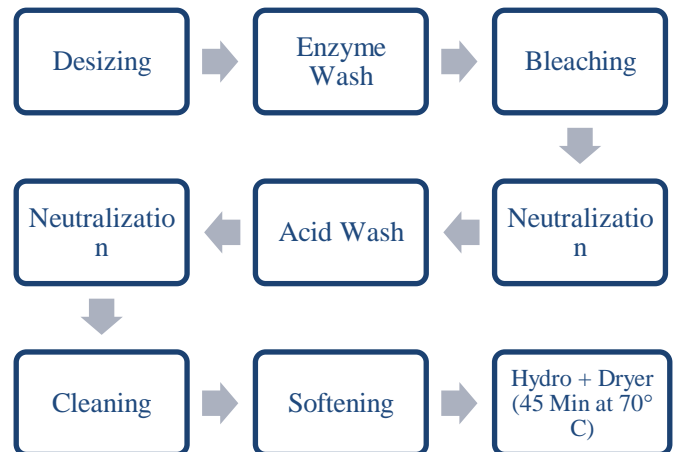 Desizing
Enzyme
Wash
Bleaching
Neutralizatio
n
Acid Wash
Neutralizatio
n
Cleaning
Softening
Hydro + Dryer
(45 Min at 70°
C)